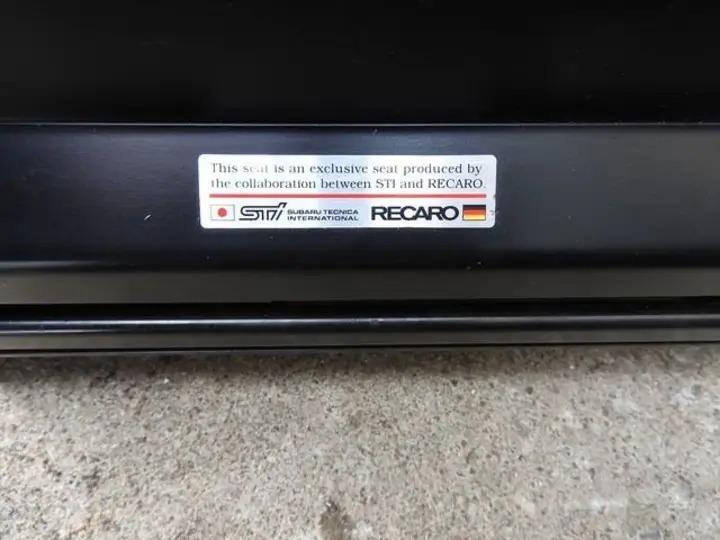 This seat is an exclusive seat produced by
the collaboration between STI and RECARO.
STi SUBARU TECNICA
INTERNATIONAL
RECARO